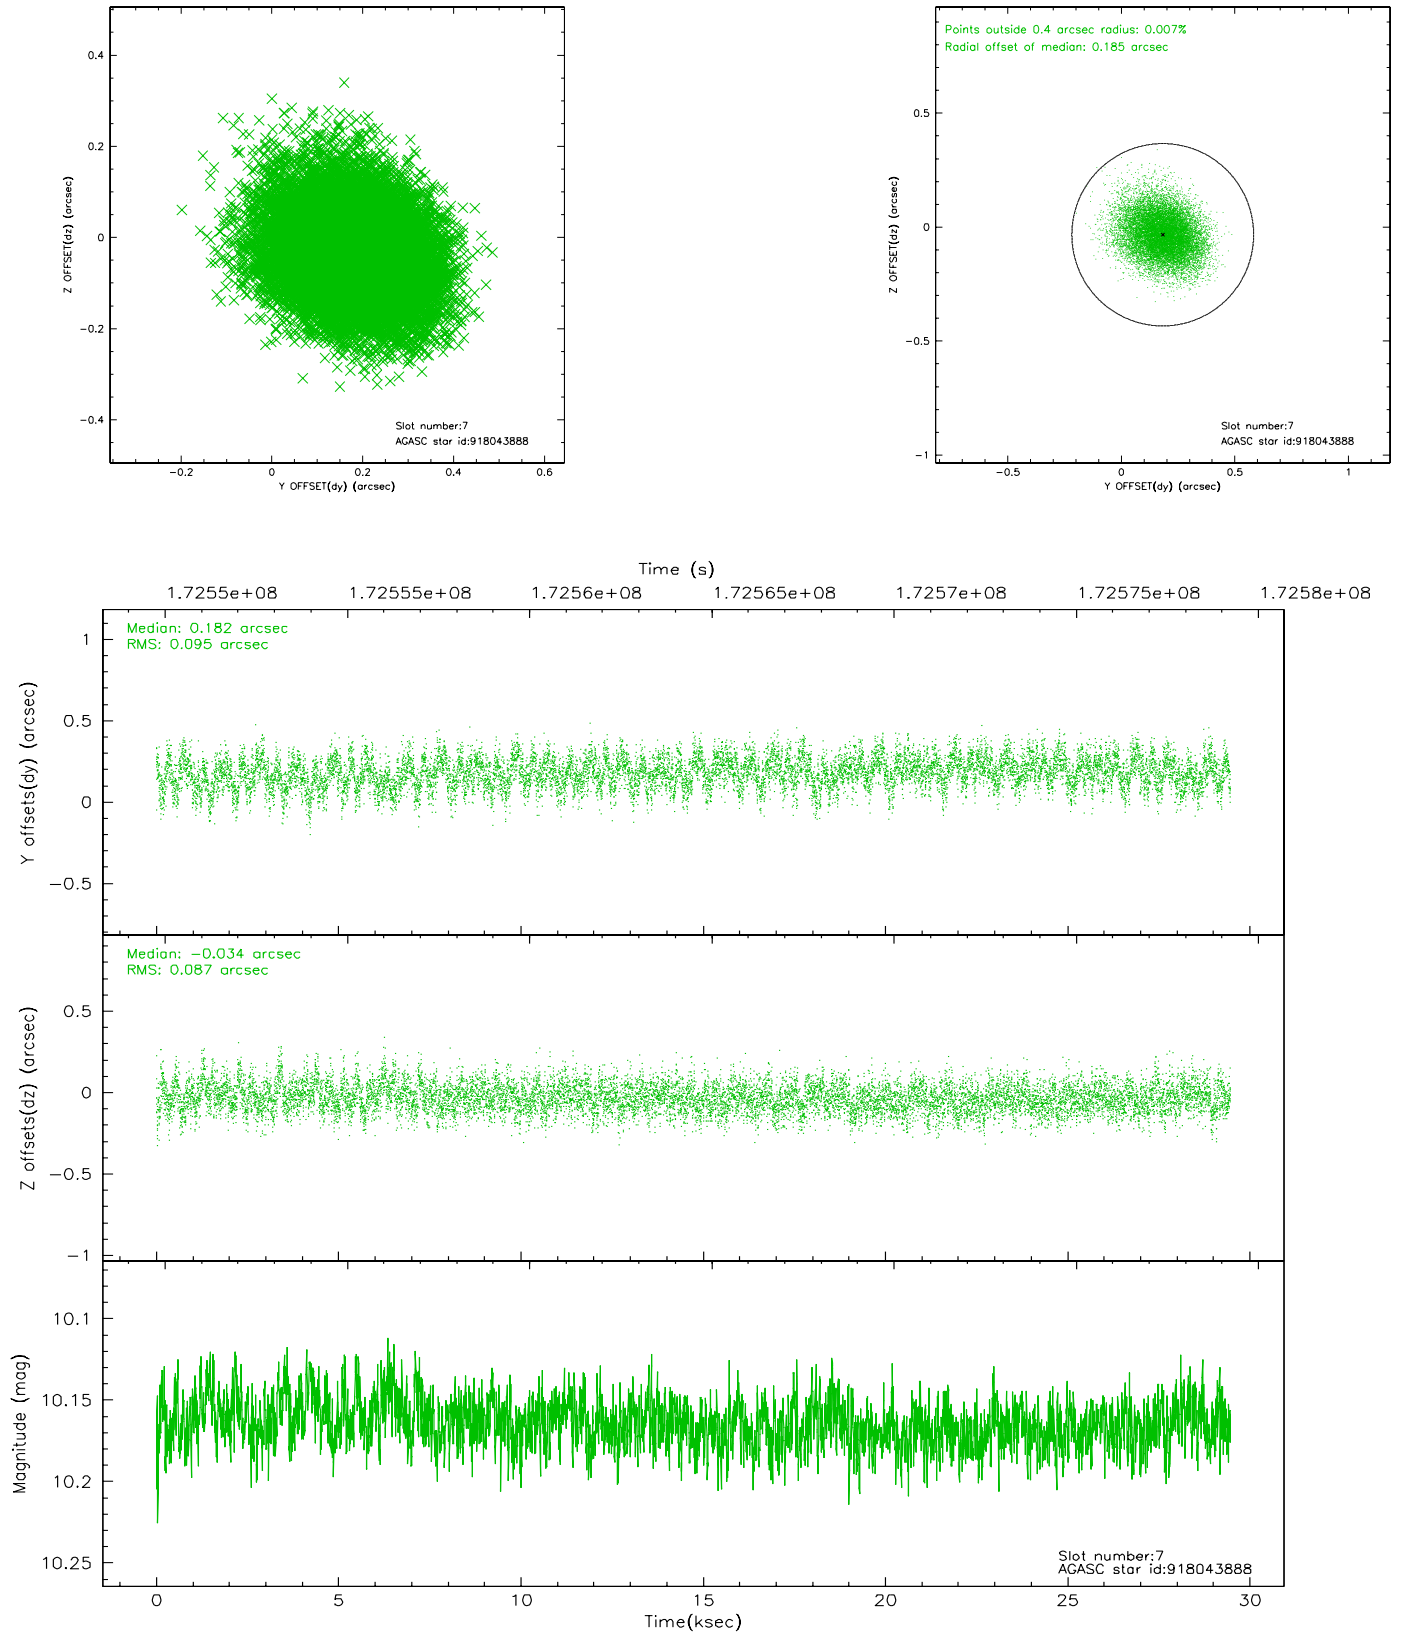 0.4
0.2
0
−0.2
−0.4
Z OFFSET(dz) (arcsec)
Slot number:7
AGASC star id:918043888
−0.2 0 0.2 0.4 0.6
Y OFFSET(dy) (arcsec)
Points outside 0.4 arcsec radius: 0.007%
Radial offset of median: 0.185 arcsec
0.5
0
−0.5
−1
Z OFFSET(dz) (arcsec)
Slot number:7
AGASC star id:918043888
−0.5 0 0.5 1
Y OFFSET(dy) (arcsec)
Time (s)
1.7255e+08 1.72555e+08 1.7256e+08 1.72565e+08 1.7257e+08 1.72575e+08 1.7258e+08
Median: 0.182 arcsec
RMS: 0.095 arcsec
1
0.5
0
−0.5
Y offsets(dy) (arcsec)
Median: −0.034 arcsec
RMS: 0.087 arcsec
0.5
0
−0.5
−1
Z offsets(dz) (arcsec)
10.1
10.15
10.2
10.25
Magnitude (mag)
Slot number:7
AGASC star id:918043888
0 5 10 15 20 25 30
Time(ksec)